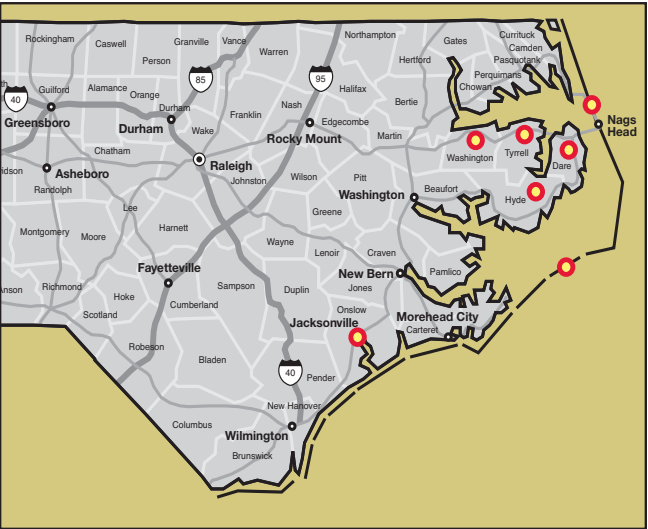 Rockingham
Caswell
Granville
Vance
Person
Warren
Northampton
Gates
Currituck
Camden
Pasquotank
Perquimans
Chowan
Hertford
Halifax
Bertie
85
95
40
Guilford
Alamance
Orange
Durham
Franklin
Nash
Edgecombe
Martin
Washington
Tyrrell
Dare
Nags
Head
Greensboro
Durham
Wake
Rocky Mount
Chatham
Raleigh
Johnston
Wilson
Pitt
Beaufort
Hyde
idson
Asheboro
Randolph
Washington
Lee
Greene
Montgomery
Moore
Harnett
Wayne
Lenoir
Craven
Pamlico
Fayetteville
New Bern
Jones
Sampson
Duplin
anson
Richmond
Hoke
Cumberland
Scotland
Onslow
Jacksonville
Morehead City
Carteret
Robeson
Bladen
40
Pender
New Hanover
Columbus
Wilmington
Brunswick